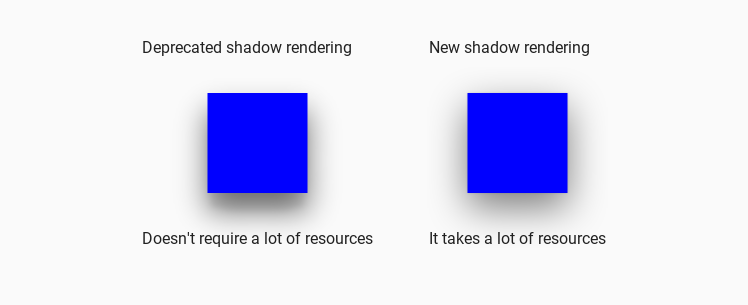 Deprecated shadow rendering
New shadow rendering
Doesn't require a lot of resources
It takes a lot of resources